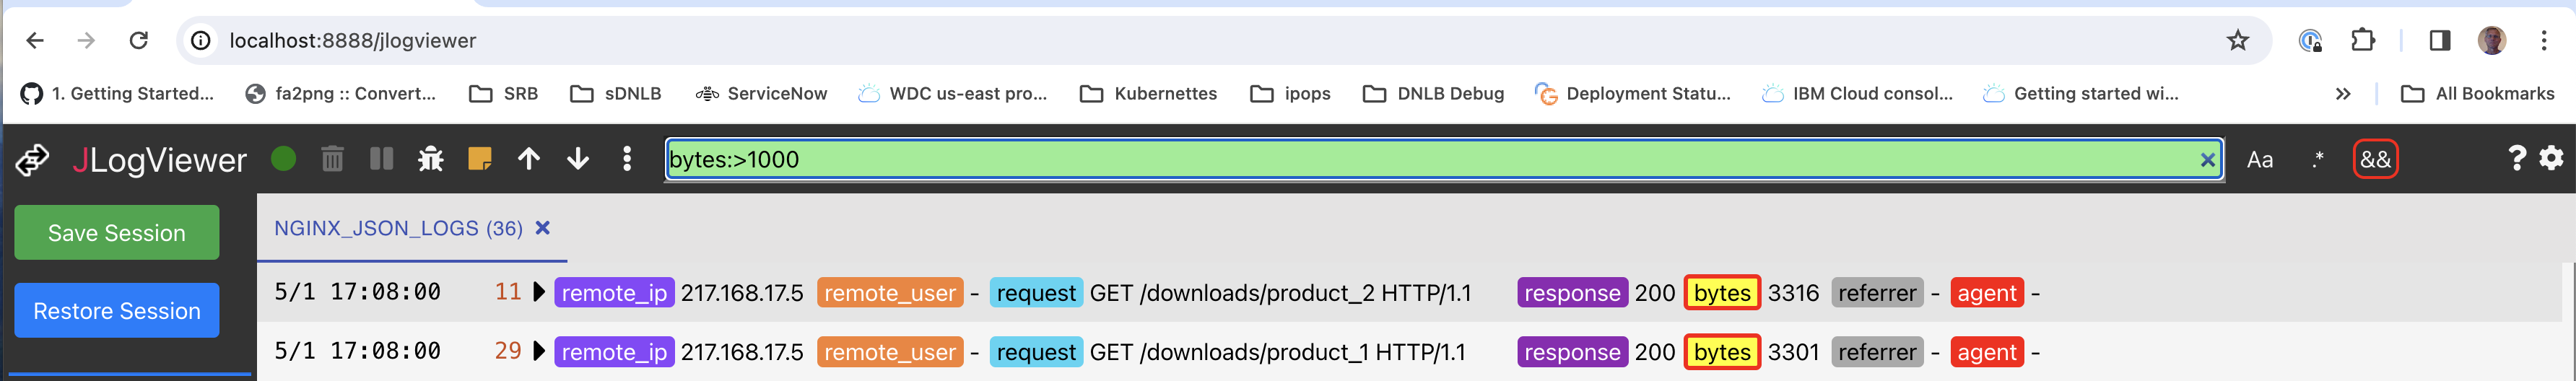 localhost:8888/jlogviewer
1. Getting Started... fa2png :: Convert... SRB sDNLB ServiceNow WDC us-east pro... Kubernettes ipops DNLB Debug Deployment Statu... IBM Cloud consol... Getting started wi... » All Bookmarks
JLogViewer bytes:>1000 Aa .* && ?
Save Session
NGINX_JSON_LOGS (36)
5/1 17:08:00 11 remote_ip 217.168.17.5 remote_user - request GET /downloads/product_2 HTTP/1.1 response 200 bytes 3316 referrer - agent -
Restore Session
5/1 17:08:00 29 remote_ip 217.168.17.5 remote_user - request GET /downloads/product_1 HTTP/1.1 response 200 bytes 3301 referrer - agent -